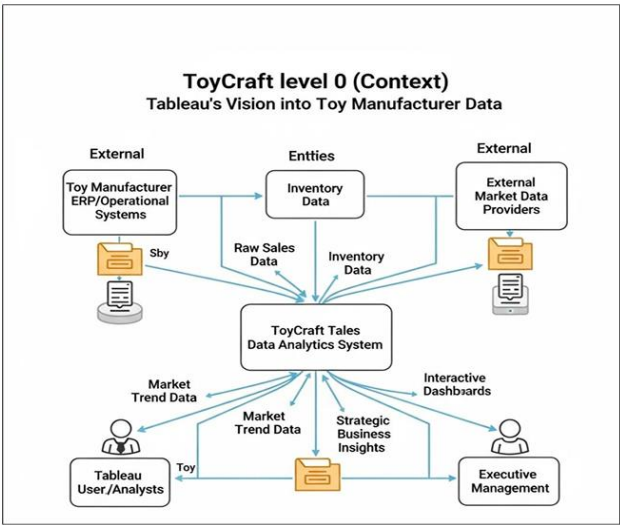 ToyCraft level 0 (Context)
Tableau's Vision into Toy Manufacturer Data
External
Entties
External
Toy Manufacturer
ERP/Operational
Systems
Inventory
Data
External
Market Data
Providers
Sby
Raw Sales
Data
Inventory
Data
ToyCraft Tales
Data Analytics System
Market
Trend Data
Market
Trend Data
Strategic
Business
Insights
Interactive
Dashboards
Toy
Tableau
User./Analysts
Executive
Management